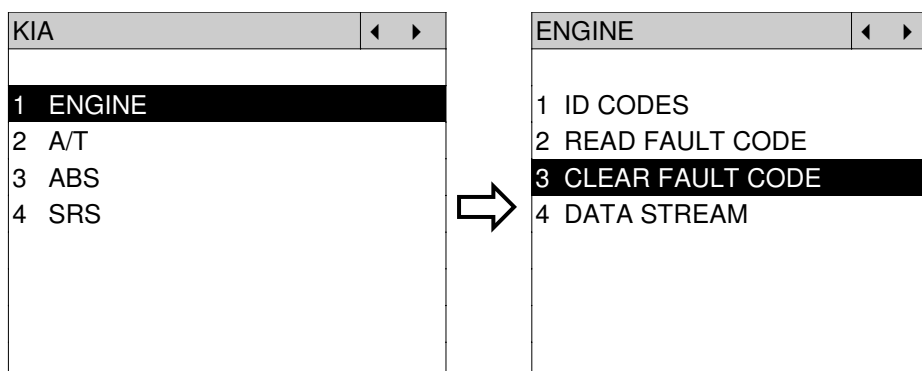 KIA
1 ENGINE
2 A/T
3 ABS
4 SRS
ENGINE
1 ID CODES
2 READ FAULT CODE
3 CLEAR FAULT CODE
4 DATA STREAM